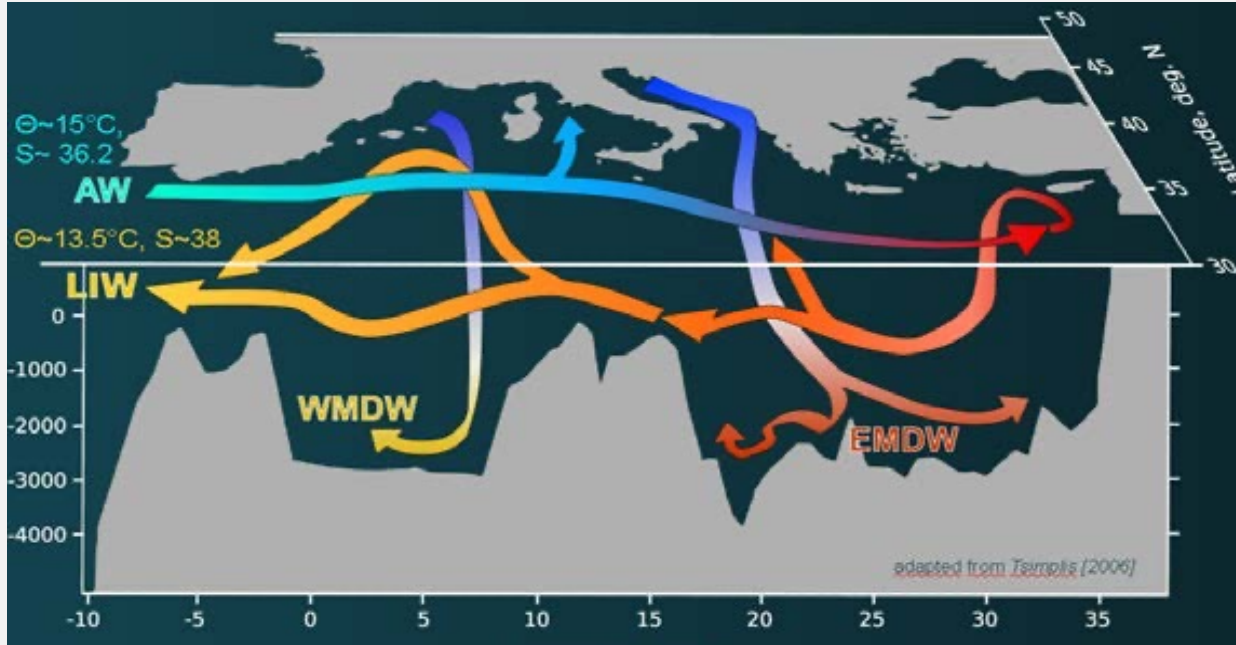 50
45
40
35
30
Latitude, deg. N
Θ~15°C,
S~ 36.2
AW
Θ~13.5°C, S~38
LIW
0
-1000
-2000
-3000
-4000
WMDW
EMDW
adapted from Tsimplis [2006]
-10 -5 0 5 10 15 20 25 30 35